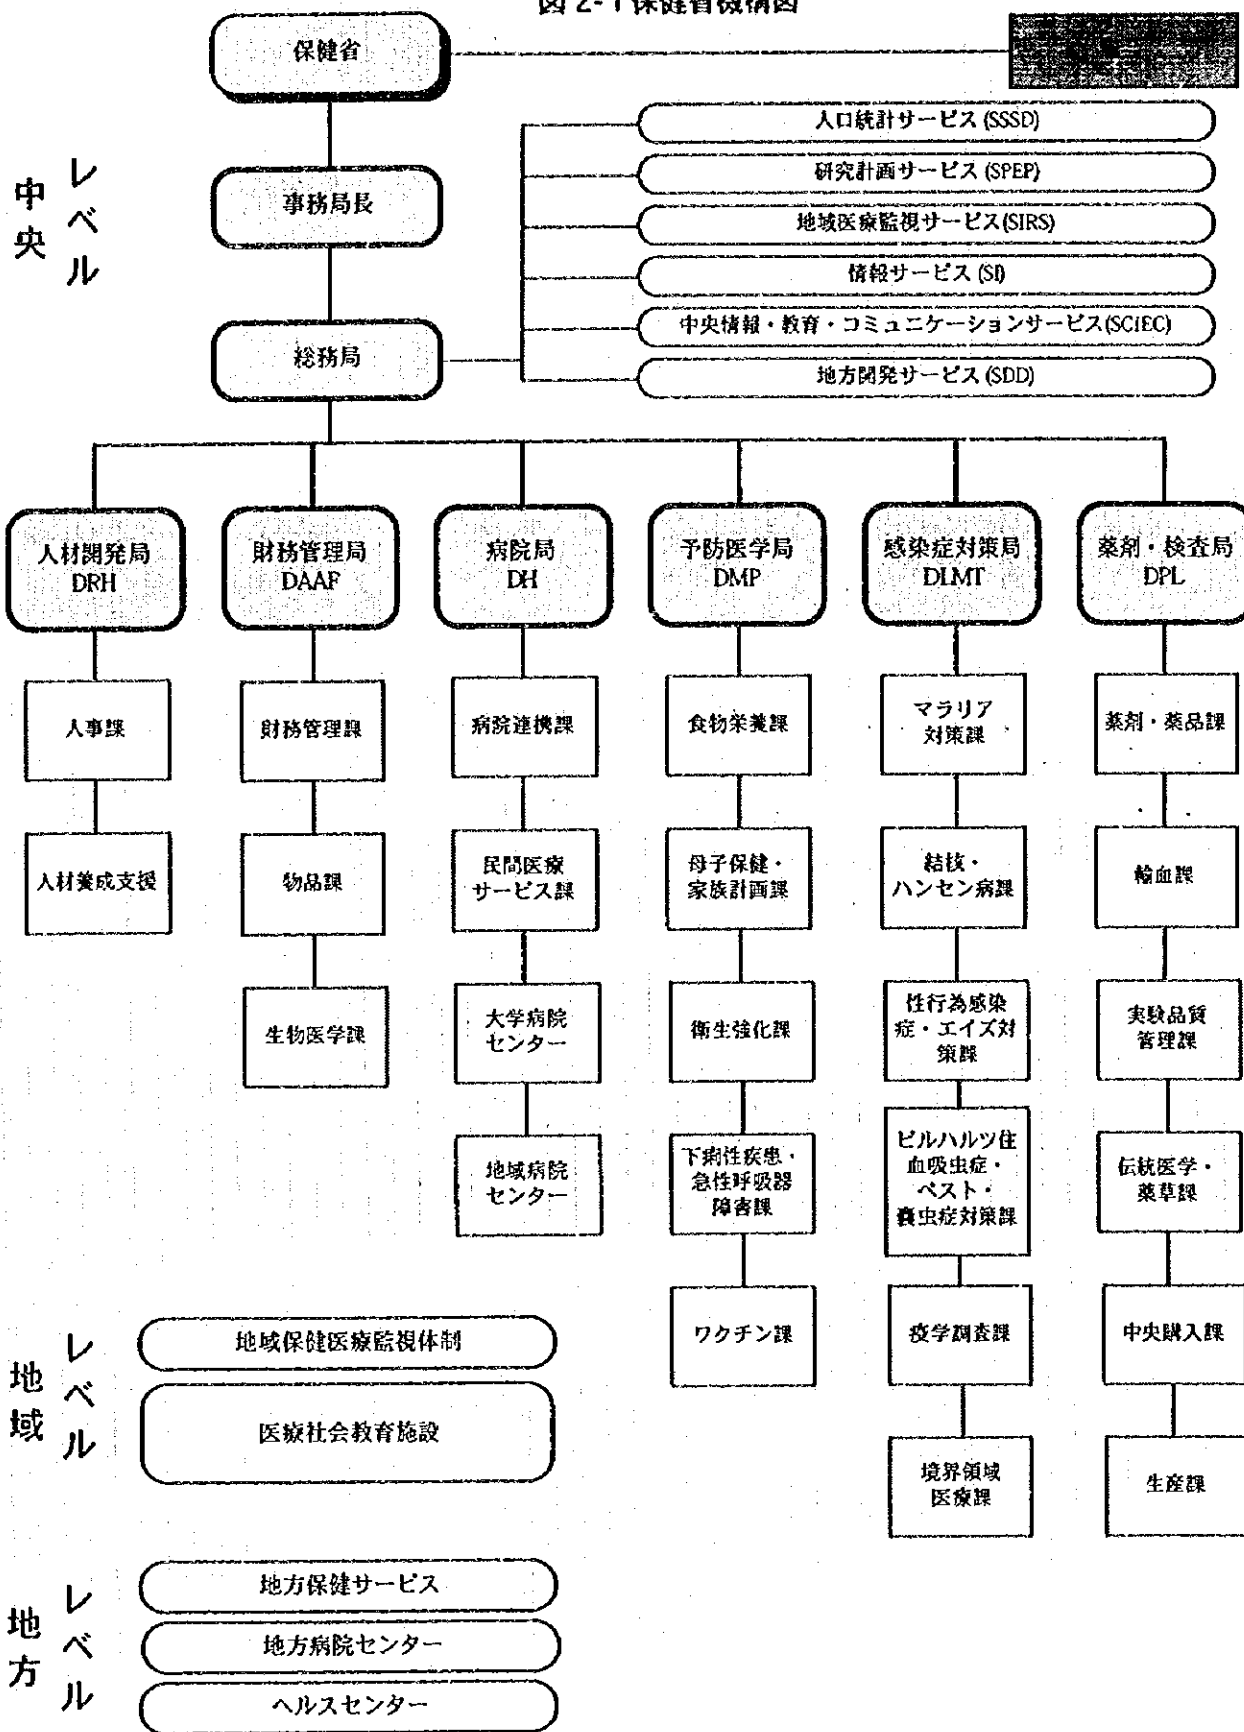 図 2-1 保健省機構図
保健省
中央
レベル
事務局長
総務局
人口統計サービス (SSSD)
研究計画サービス (SPEP)
地域医療監視サービス(SIRS)
情報サービス (SI)
中央情報・教育・コミュニケーションサービス(SCIEC)
地方開発サービス (SDD)
人材開発局
DRH
人事課
人材養成支援
財務管理局
DAAF
財務管理課
物品課
生物医学課
病院局
DH
病院連携課
民間医療
サービス課
大学病院
センター
地域病院
センター
予防医学局
DMP
食物栄養課
母子保健・
家族計画課
衛生強化課
下痢性疾患・
急性呼吸器
障害課
ワクチン課
感染症対策局
DLMT
マラリア
対策課
結核・
ハンセン病課
性行為感染
症・エイズ対
策課
ビルハルツ住
血吸虫症・
ペスト・
嚢虫症対策課
疫学調査課
境界領域
医療課
薬剤・検査局
DPL
薬剤・薬品課
輸血課
実験品質
管理課
伝統医学・
薬草課
中央購入課
生産課
地域
レベル
地域保健医療監視体制
医療社会教育施設
地方
レベル
地方保健サービス
地方病院センター
ヘルスセンター